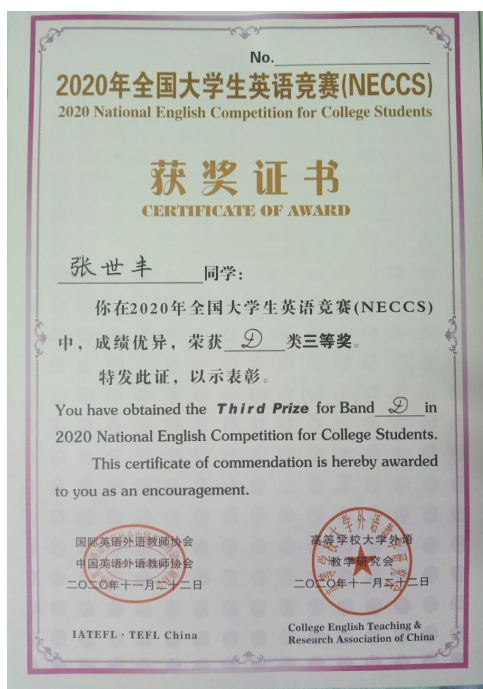 No.
2020年全国大学生英语竞赛(NECCS)
2020 National English Competition for College Students
获奖证书
CERTIFICATE OF AWARD
张世丰 同学:
你在2020年全国大学生英语竞赛(NECCS)
中，成绩优异，荣获 D 类三等奖。
特发此证，以示表彰。
You have obtained the Third Prize for Band D in
2020 National English Competition for College Students.
This certificate of commendation is hereby awarded
to you as an encouragement.
国际英语外语教师协会
中国英语外语教师协会
二〇二〇年十一月二十二日
IATEFL · TEFL China
高等学校大学外语
教学研究会
二〇二〇年十一月二十二日
College English Teaching &
Research Association of China